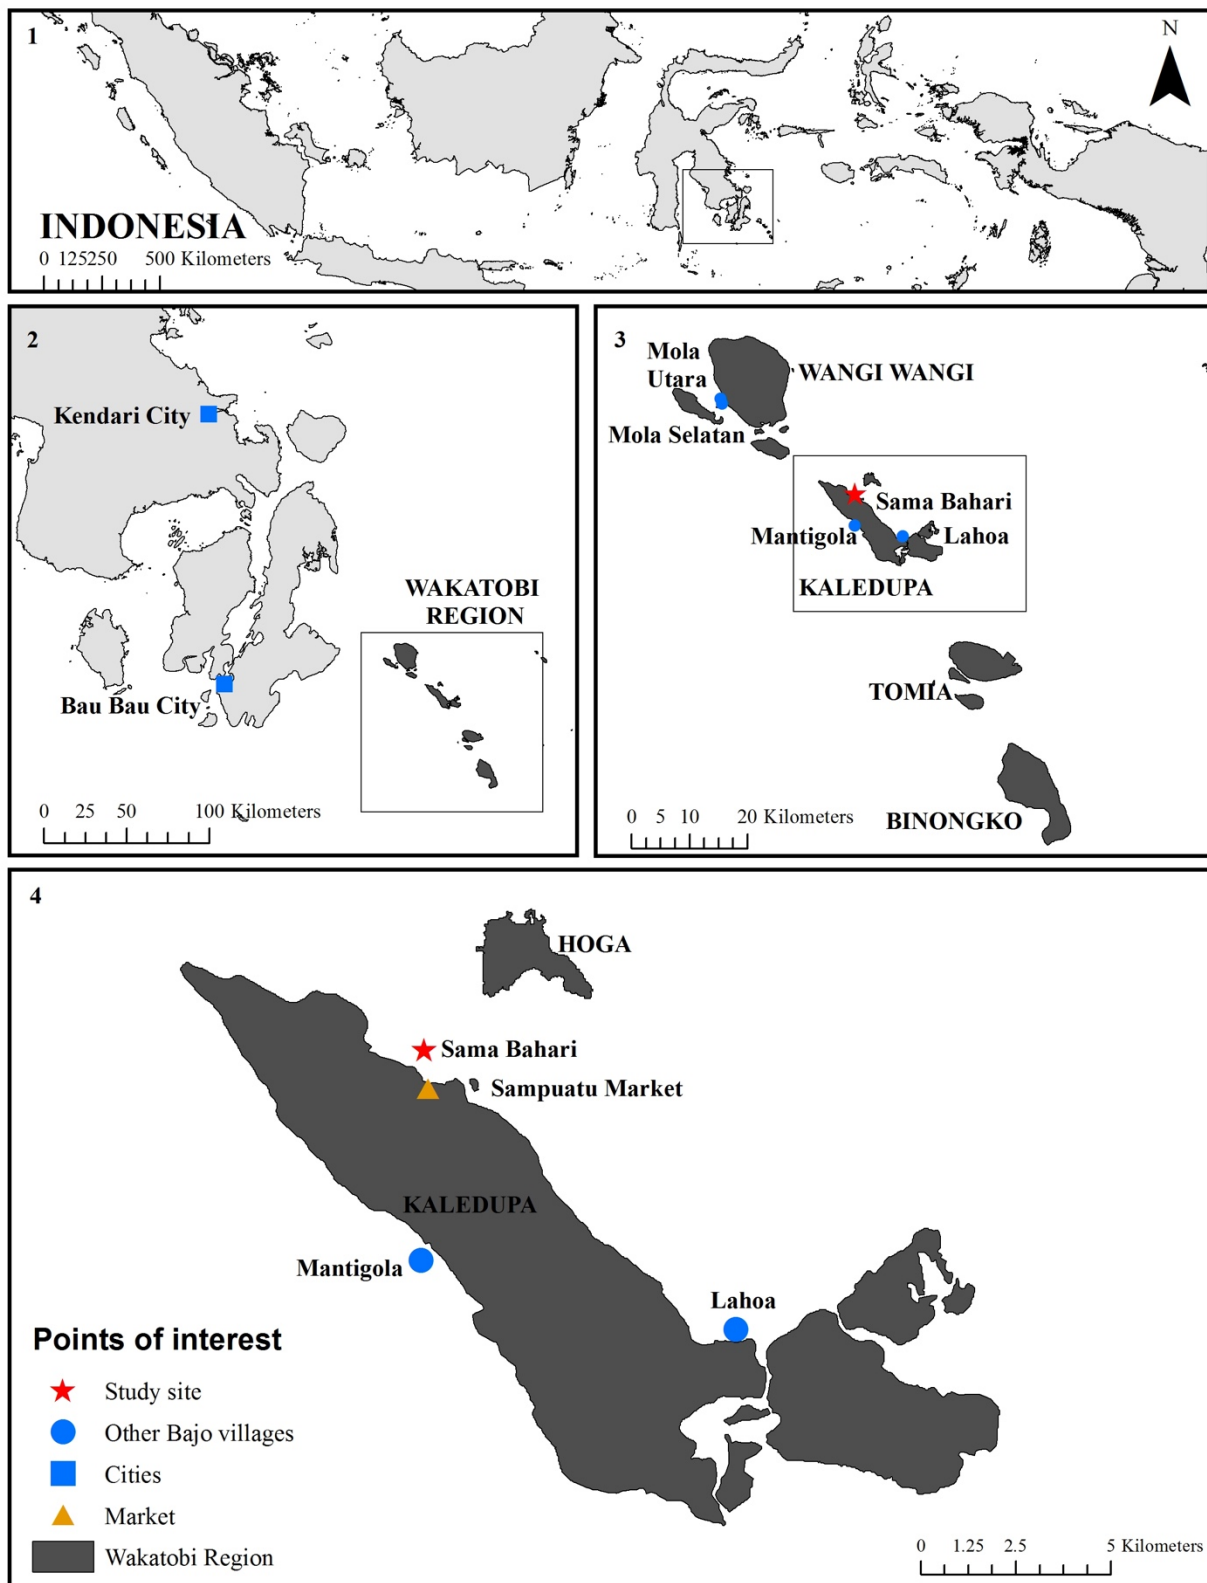 1
N
INDONESIA
0 125250 500 Kilometers
2
Kendari City
WAKATOBI
REGION
Bau Bau City
0 25 50 100 Kilometers
3
Mola
Utara
WANGI WANGI
Mola Selatan
Sama Bahari
Mantigola
Lahoa
KALEDUPA
TOMIA
BINONGKO
0 5 10 20 Kilometers
4
HOGA
Sama Bahari
Sampuatu Market
KALEDUPA
Mantigola
Lahoa
Points of interest
Study site
Other Bajo villages
Cities
Market
Wakatobi Region
0 1.25 2.5 5 Kilometers